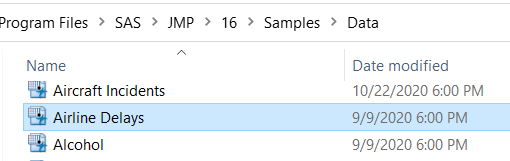 Program Files > SAS > JMP > 16 > Samples > Data
Name Date modified
Aircraft Incidents 10/22/2020 6:00 PM
Airline Delays 9/9/2020 6:00 PM
Alcohol 9/9/2020 6:00 PM